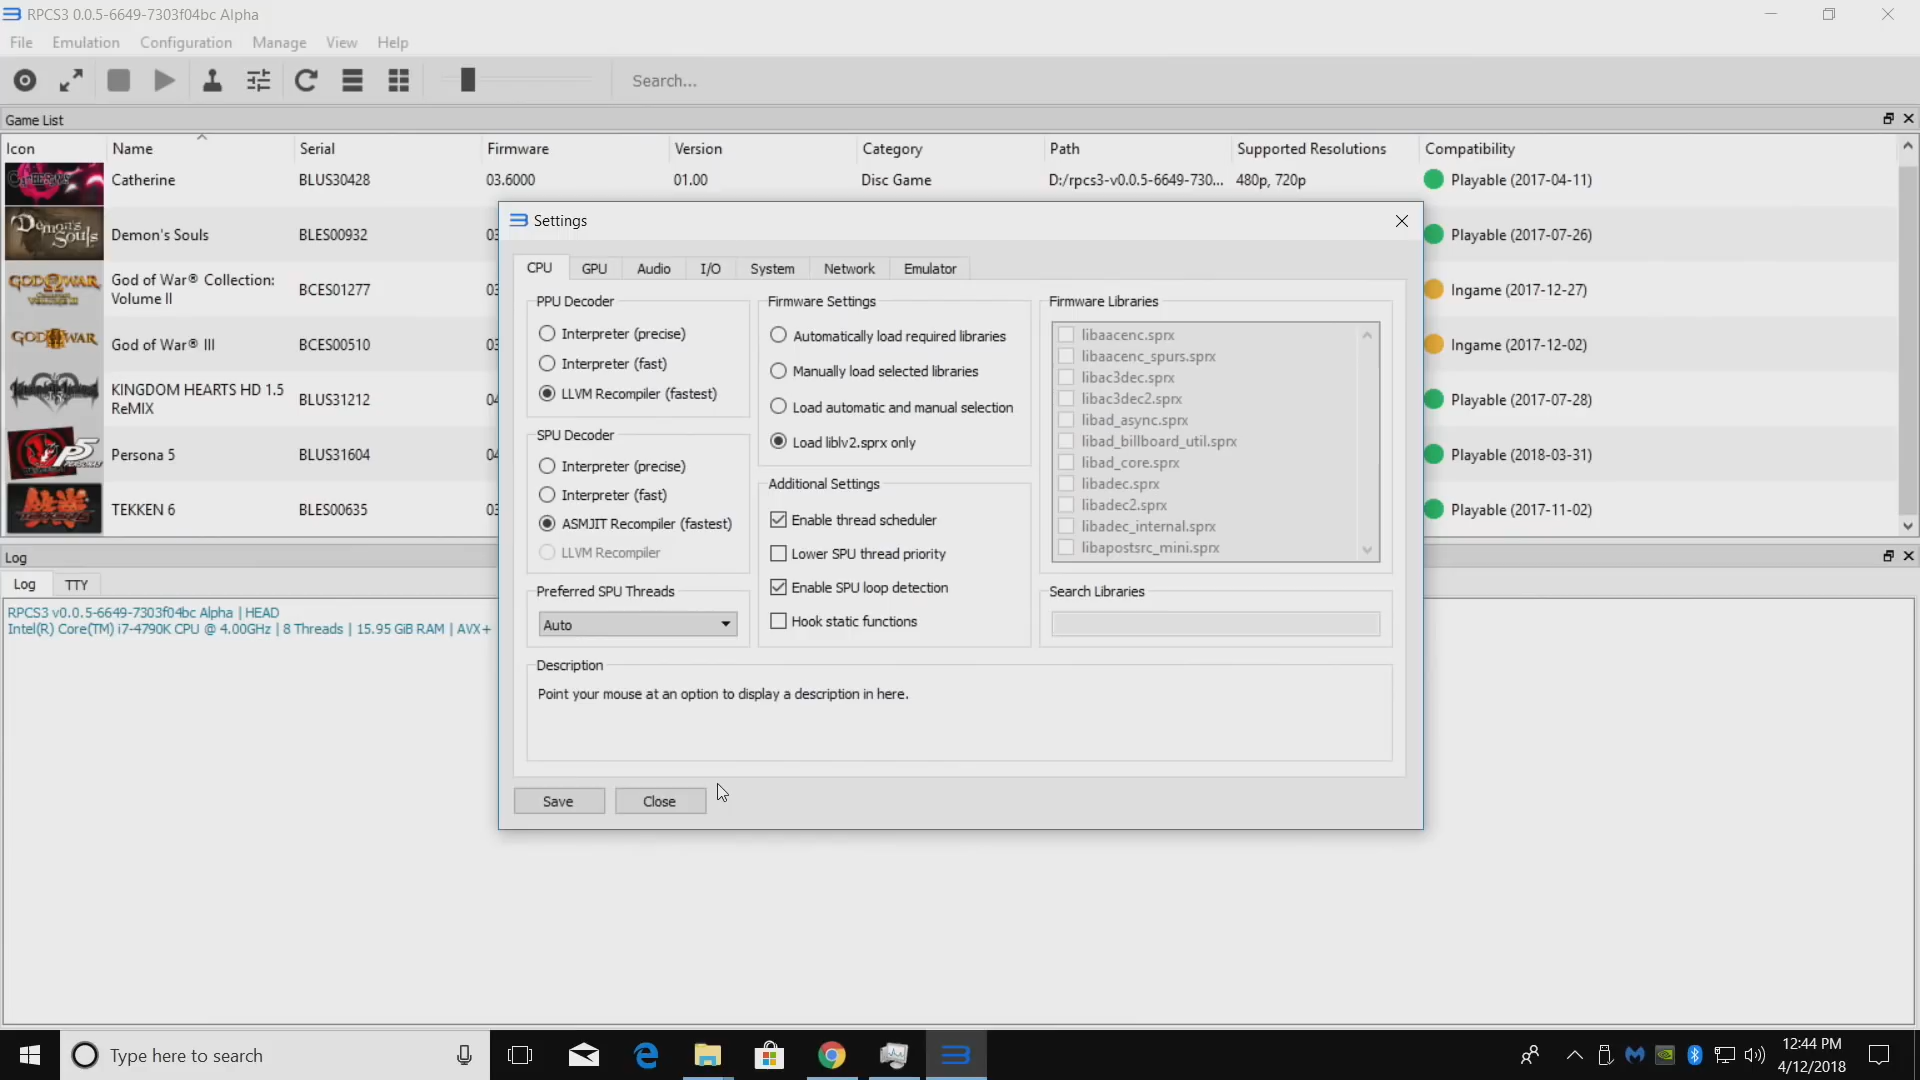 RPCS3 0.0.5-6649-7303f04bc Alpha
File Emulation Configuration Manage View Help
Search...
Game List
Icon Name Serial Firmware Version Category Path Supported Resolutions Compatibility
Catherine BLUS30428 03.6000 01.00 Disc Game D:/rpcs3-v0.0.5-6649-730... 480p, 720p Playable (2017-04-11)
Demon's Souls BLES00932 03 Playable (2017-07-26)
God of War® Collection:
Volume II
BCES01277 03 Ingame (2017-12-27)
God of War® III BCES00510 03 Ingame (2017-12-02)
KINGDOM HEARTS HD 1.5
ReMIX
BLUS31212 04 Playable (2017-07-28)
Persona 5 BLUS31604 04 Playable (2018-03-31)
TEKKEN 6 BLES00635 03 Playable (2017-11-02)
Settings
CPU GPU Audio I/O System Network Emulator
PPU Decoder
Interpreter (precise)
Interpreter (fast)
LLVM Recompiler (fastest)
SPU Decoder
Interpreter (precise)
Interpreter (fast)
ASMJIT Recompiler (fastest)
LLVM Recompiler
Preferred SPU Threads
Auto
Firmware Settings
Automatically load required libraries
Manually load selected libraries
Load automatic and manual selection
Load liblv2.sprx only
Additional Settings
Enable thread scheduler
Lower SPU thread priority
Enable SPU loop detection
Hook static functions
Firmware Libraries
libaacenc.sprx
libaacenc_spurs.sprx
libac3dec.sprx
libac3dec2.sprx
libad_async.sprx
libad_billboard_util.sprx
libad_core.sprx
libadec.sprx
libadec2.sprx
libadec_internal.sprx
libapostsrc_mini.sprx
Search Libraries
Description
Point your mouse at an option to display a description in here.
Save Close
Log
Log TTY
RPCS3 v0.0.5-6649-7303f04bc Alpha | HEAD
Intel(R) Core(TM) i7-4790K CPU @ 4.00GHz | 8 Threads | 15.95 GiB RAM | AVX+
Type here to search
12:44 PM
4/12/2018